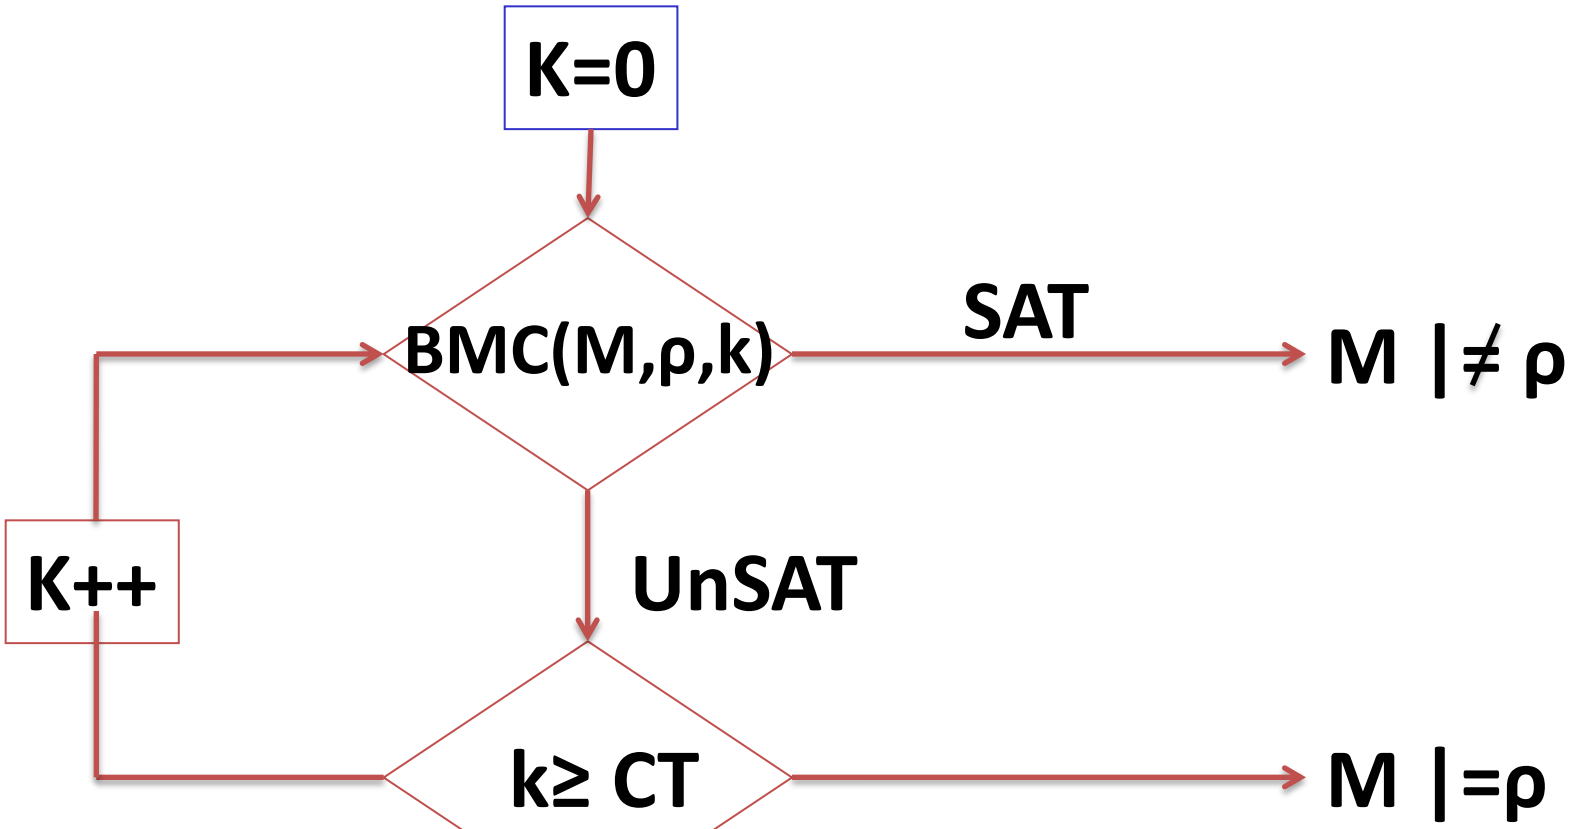 K=0
BMC(M,ρ,k)
SAT
M |≠ ρ
K++
UnSAT
k≥ CT
M |=ρ